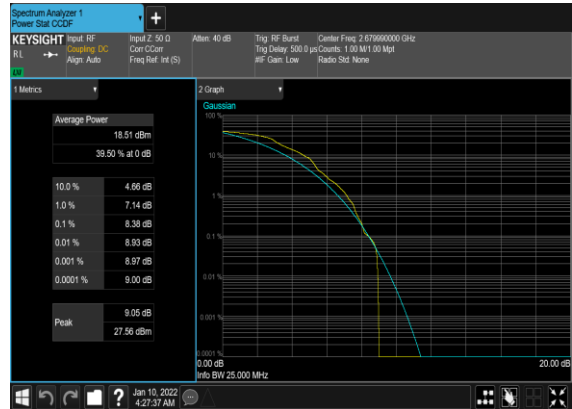 Spectrum Analyzer 1
Power Stat CCDF
+
KEYSIGHT
RL
Input: RF
Coupling: DC
Align: Auto
Input Z: 50 Ω
Corr CCorr
Freq Ref: Int (S)
Atten: 40 dB
Trig: RF Burst
Trig Delay: 500.0 µs
#IF Gain: Low
Center Freq: 2.679990000 GHz
Counts: 1.00 M/1.00 Mpt
Radio Std: None
1 Metrics
Average Power
18.51 dBm
39.50 % at 0 dB
10.0 % 4.66 dB
1.0 % 7.14 dB
0.1 % 8.38 dB
0.01 % 8.93 dB
0.001 % 8.97 dB
0.0001 % 9.00 dB
Peak
9.05 dB
27.56 dBm
2 Graph
Gaussian
100 %
10 %
1 %
0.1 %
0.01 %
0.001 %
0.0001 %
0.00 dB
20.00 dB
Info BW 25.000 MHz
?
Jan 10, 2022
4:27:37 AM